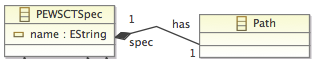 PEWSCTSpec
name : EString
1
spec
has
1
Path